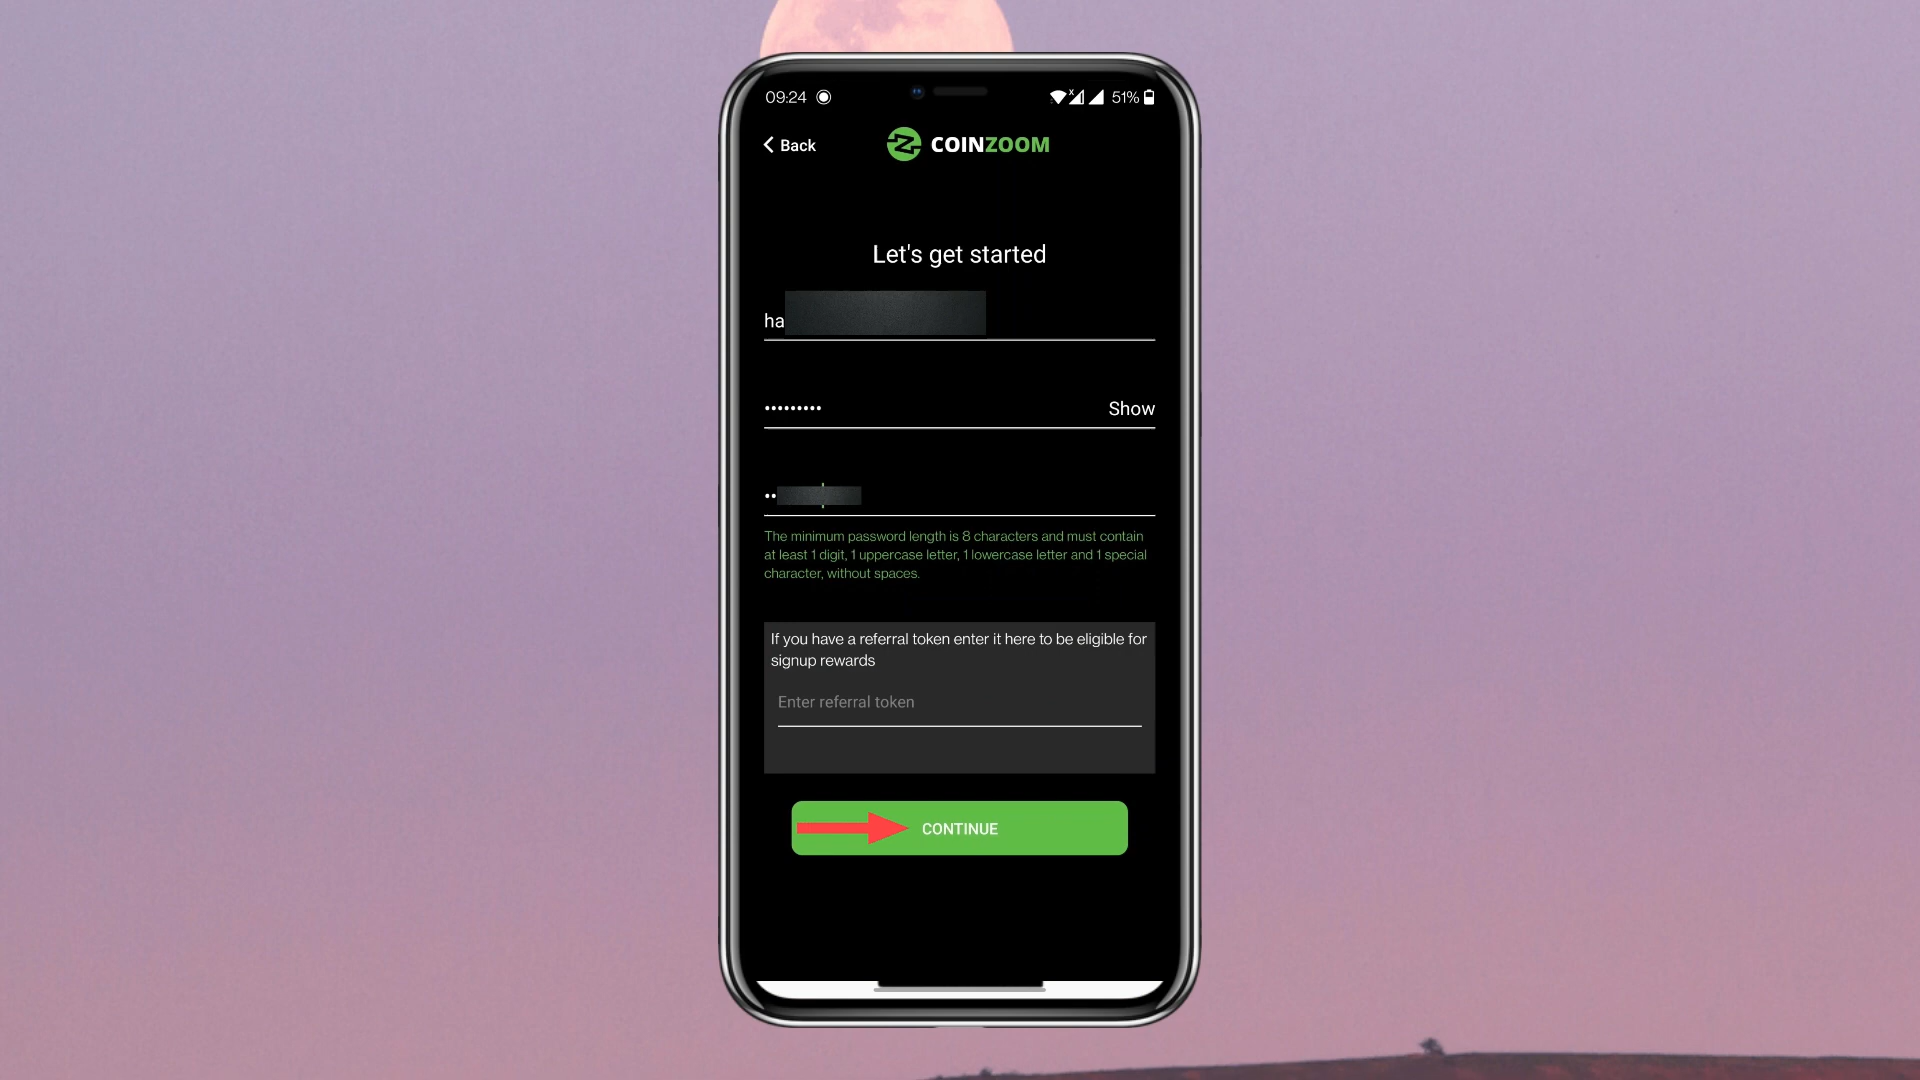 09:24
51%
Back
COINZOOM
Let's get started
ha
•••••••••
Show
••
The minimum password length is 8 characters and must contain
at least 1 digit, 1 uppercase letter, 1 lowercase letter and 1 special
character, without spaces.
If you have a referral token enter it here to be eligible for
signup rewards
Enter referral token
CONTINUE